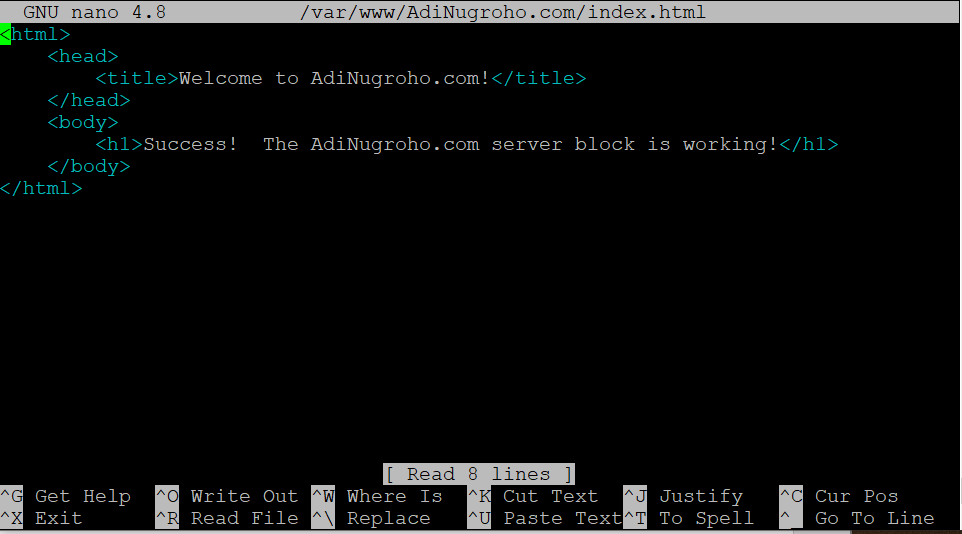 GNU nano 4.8 /var/www/AdiNugroho.com/index.html
<html>
    <head>
        <title>Welcome to AdiNugroho.com!</title>
    </head>
    <body>
        <h1>Success!  The AdiNugroho.com server block is working!</h1>
    </body>
</html>
[ Read 8 lines ]
^G Get Help ^O Write Out ^W Where Is ^K Cut Text ^J Justify ^C Cur Pos
^X Exit ^R Read File ^\ Replace ^U Paste Text ^T To Spell ^_ Go To Line